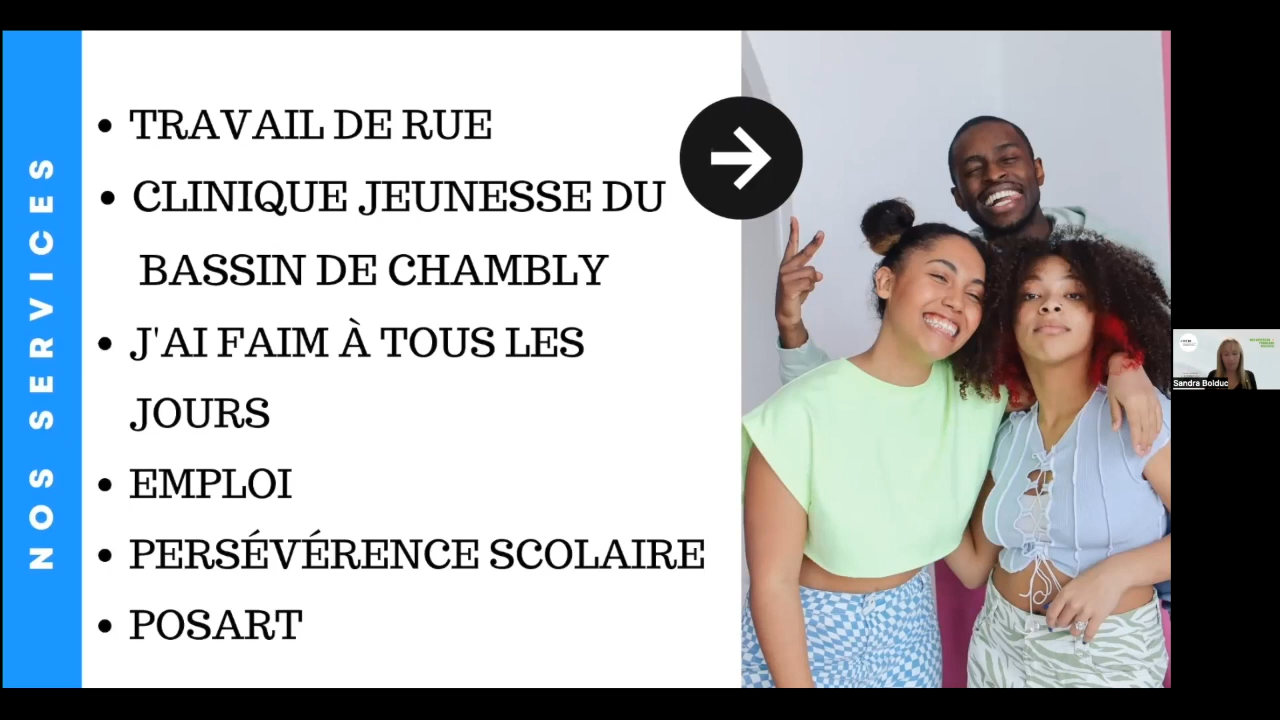 NOS SERVICES
TRAVAIL DE RUE
CLINIQUE JEUNESSE DU
BASSIN DE CHAMBLY
J'AI FAIM À TOUS LES
JOURS
EMPLOI
PERSÉVÉRENCE SCOLAIRE
POSART
Sandra Bolduc